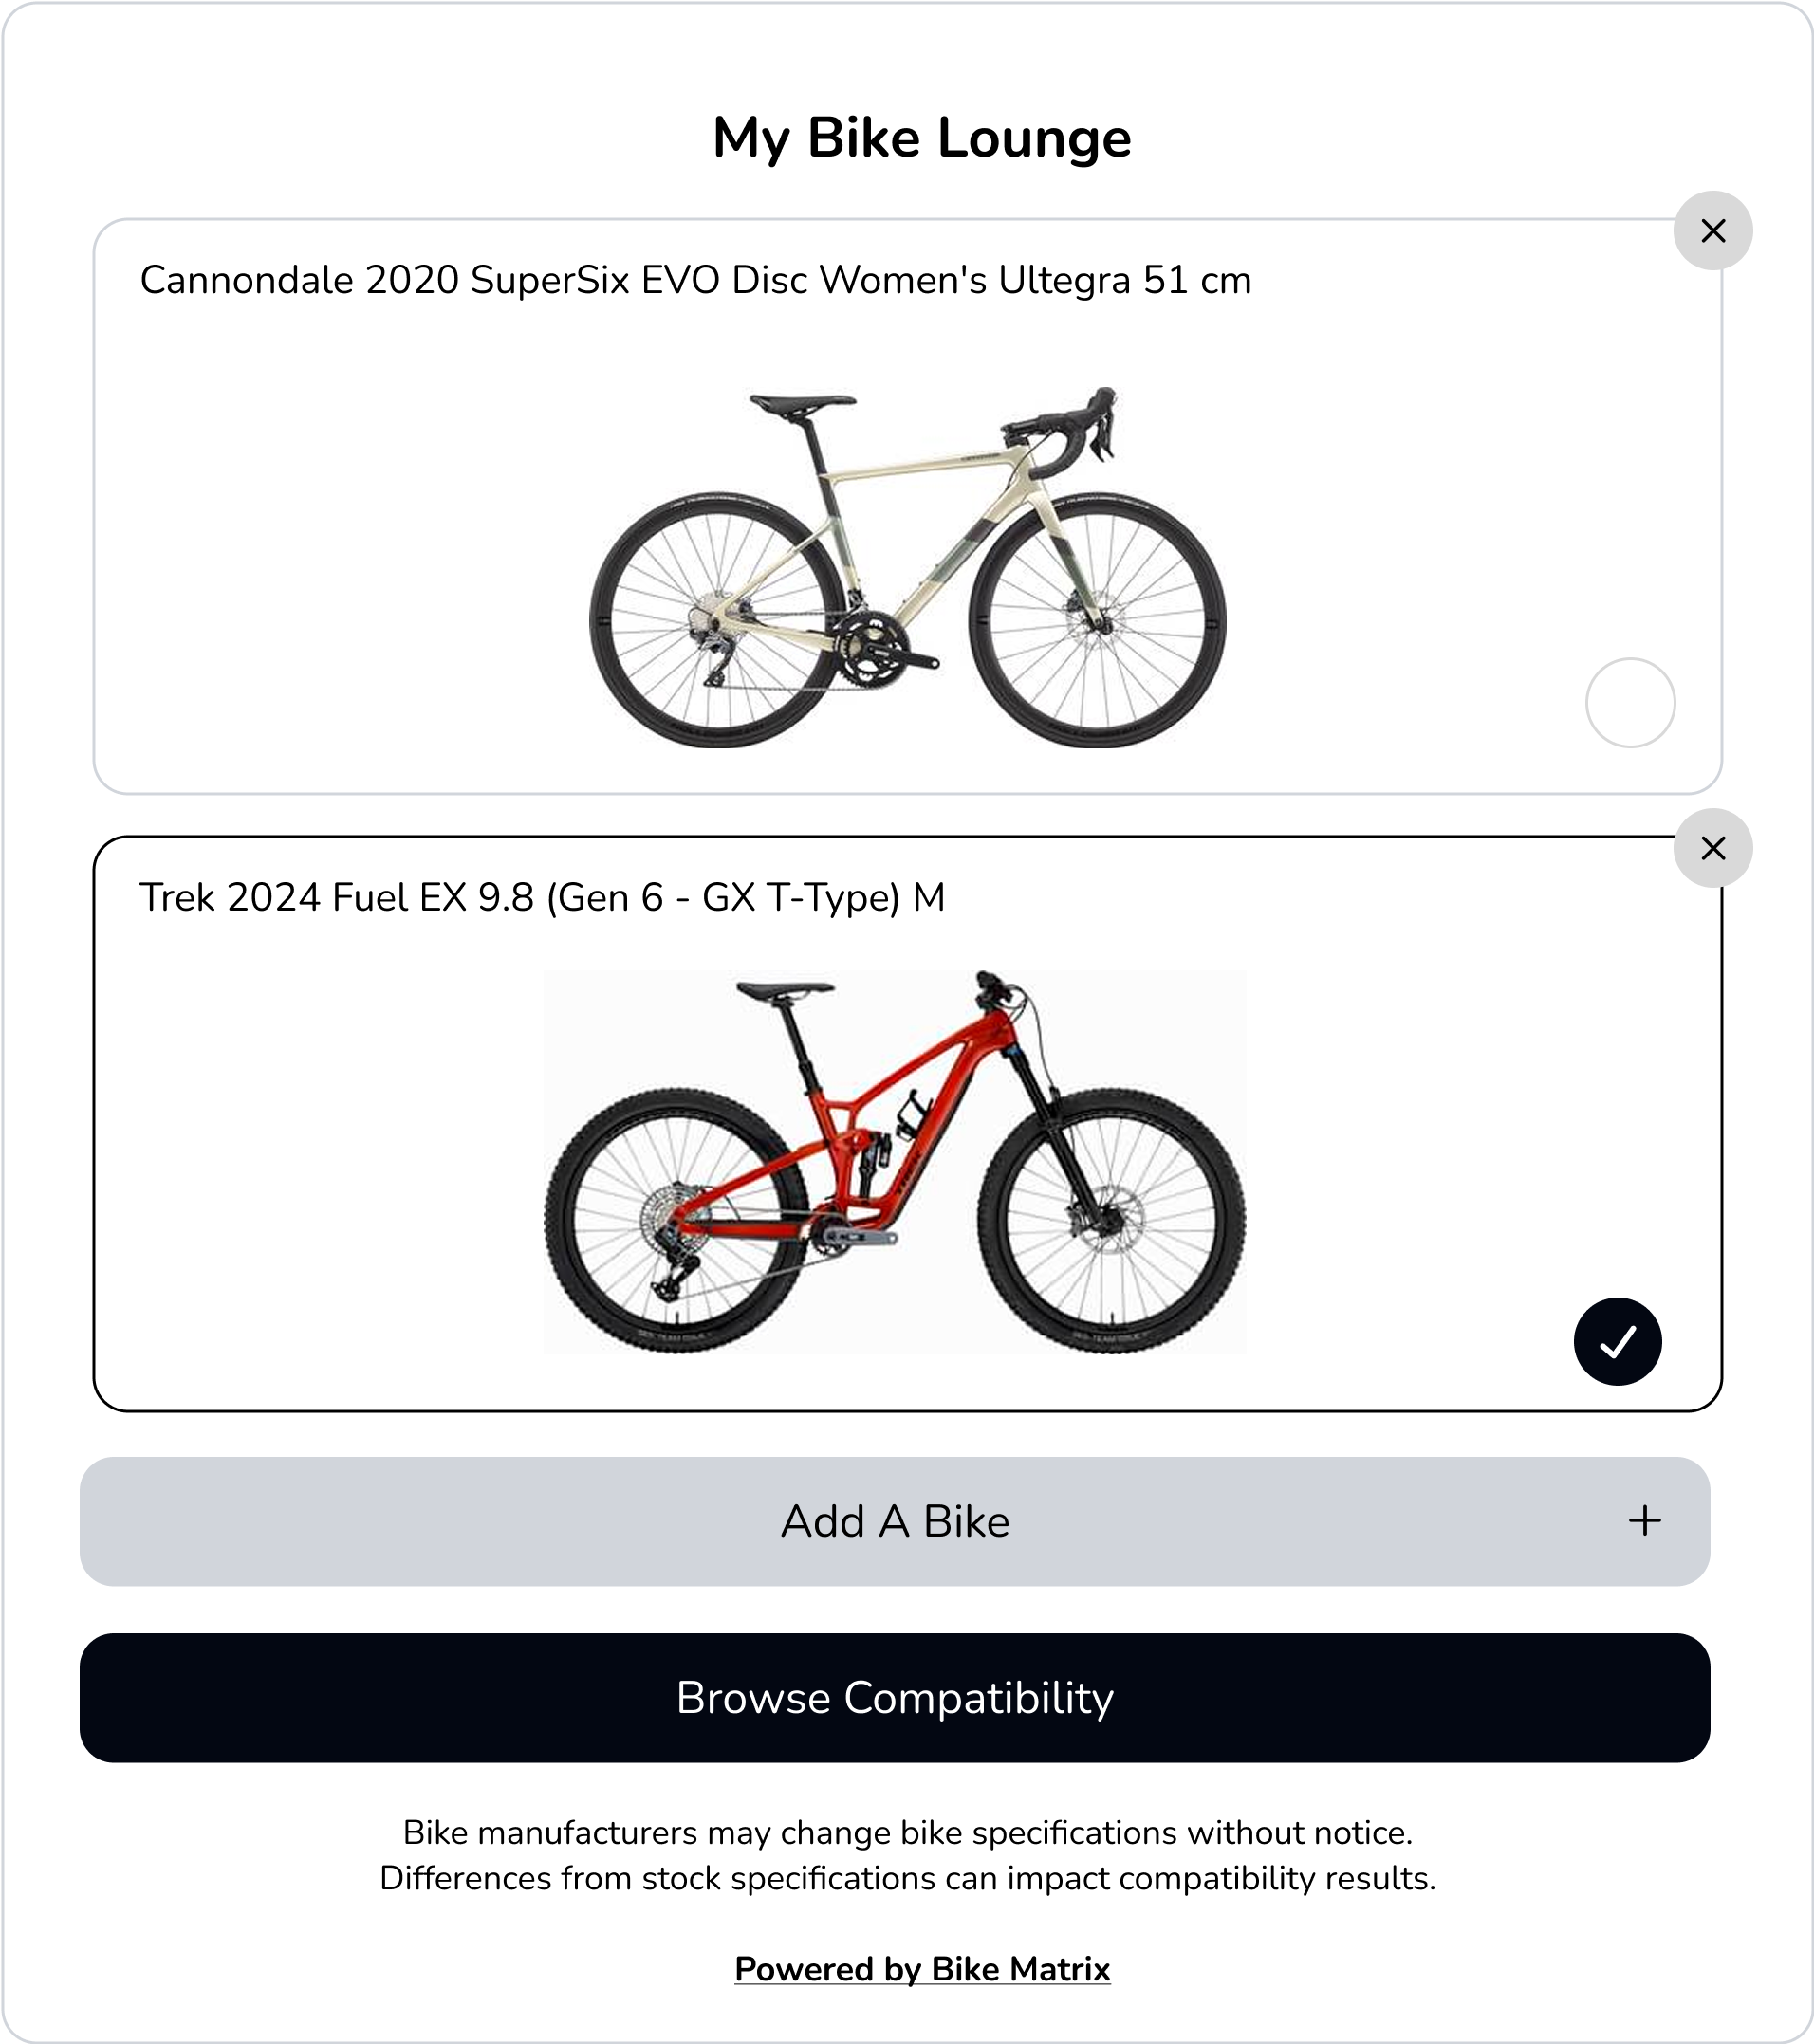 My Bike Lounge
Cannondale 2020 SuperSix EVO Disc Women's Ultegra 51 cm
Trek 2024 Fuel EX 9.8 (Gen 6 - GX T-Type) M
Add A Bike
Browse Compatibility
Bike manufacturers may change bike specifications without notice.
Differences from stock specifications can impact compatibility results.
Powered by Bike Matrix